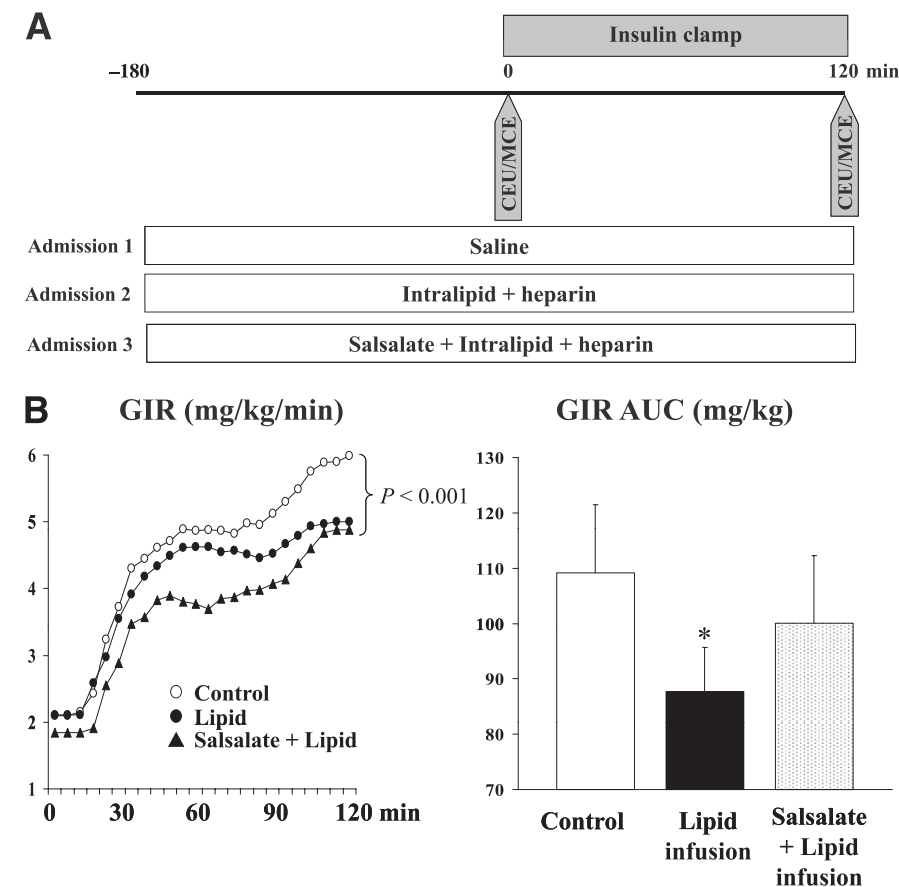 A
Insulin clamp
–180
0
120 min
CEU/MCE
CEU/MCE
Admission 1
Saline
Admission 2
Intralipid + heparin
Admission 3
Salsalate + Intralipid + heparin
B
GIR (mg/kg/min)
6
5
4
3
2
1
P < 0.001
Control
Lipid
Salsalate + Lipid
0
30
60
90
120 min
GIR AUC (mg/kg)
130
120
110
100
90
80
70
*
Control
Lipid
infusion
Salsalate
+ Lipid
infusion